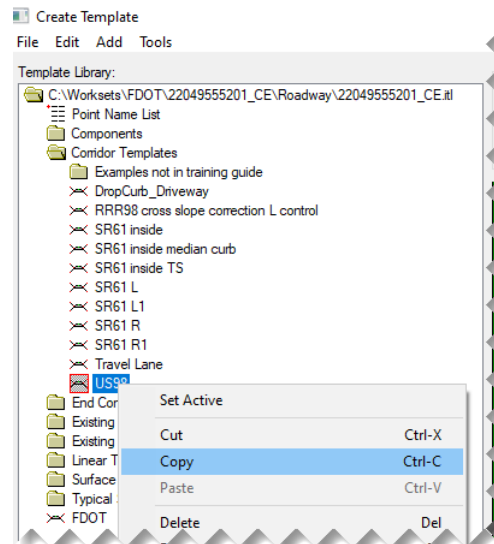 Create Template
File Edit Add Tools
Template Library:
C:\Worksets\FDOT\22049555201_CE\Roadway\22049555201_CE.itl
Point Name List
Components
Corridor Templates
Examples not in training guide
DropCurb_Driveway
RRR98 cross slope correction L control
SR61 inside
SR61 inside median curb
SR61 inside TS
SR61 L
SR61 L1
SR61 R
SR61 R1
Travel Lane
US98
End Con
Existing
Existing
Linear T
Surface
Typical
FDOT
Set Active
Cut Ctrl-X
Copy Ctrl-C
Paste Ctrl-V
Delete Del